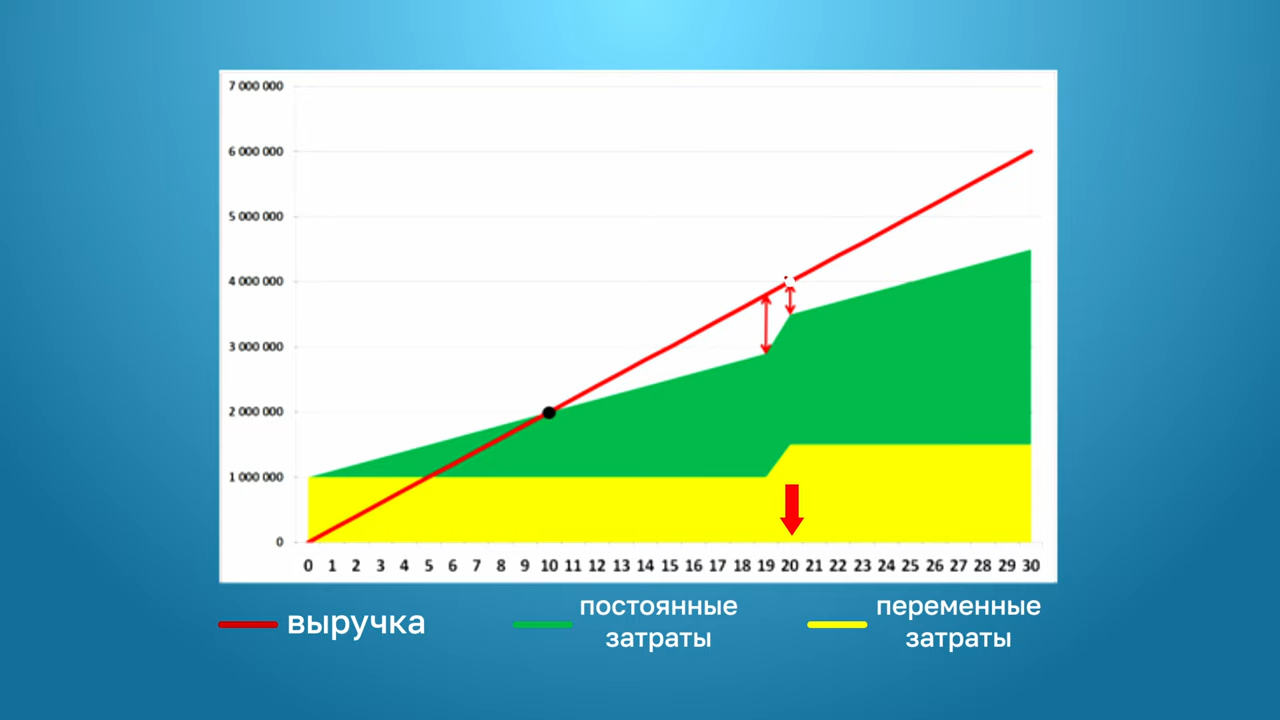 7 000 000
6 000 000
5 000 000
4 000 000
3 000 000
2 000 000
1 000 000
0
0 1 2 3 4 5 6 7 8 9 10 11 12 13 14 15 16 17 18 19 20 21 22 23 24 25 26 27 28 29 30
выручка
постоянные
затраты
переменные
затраты